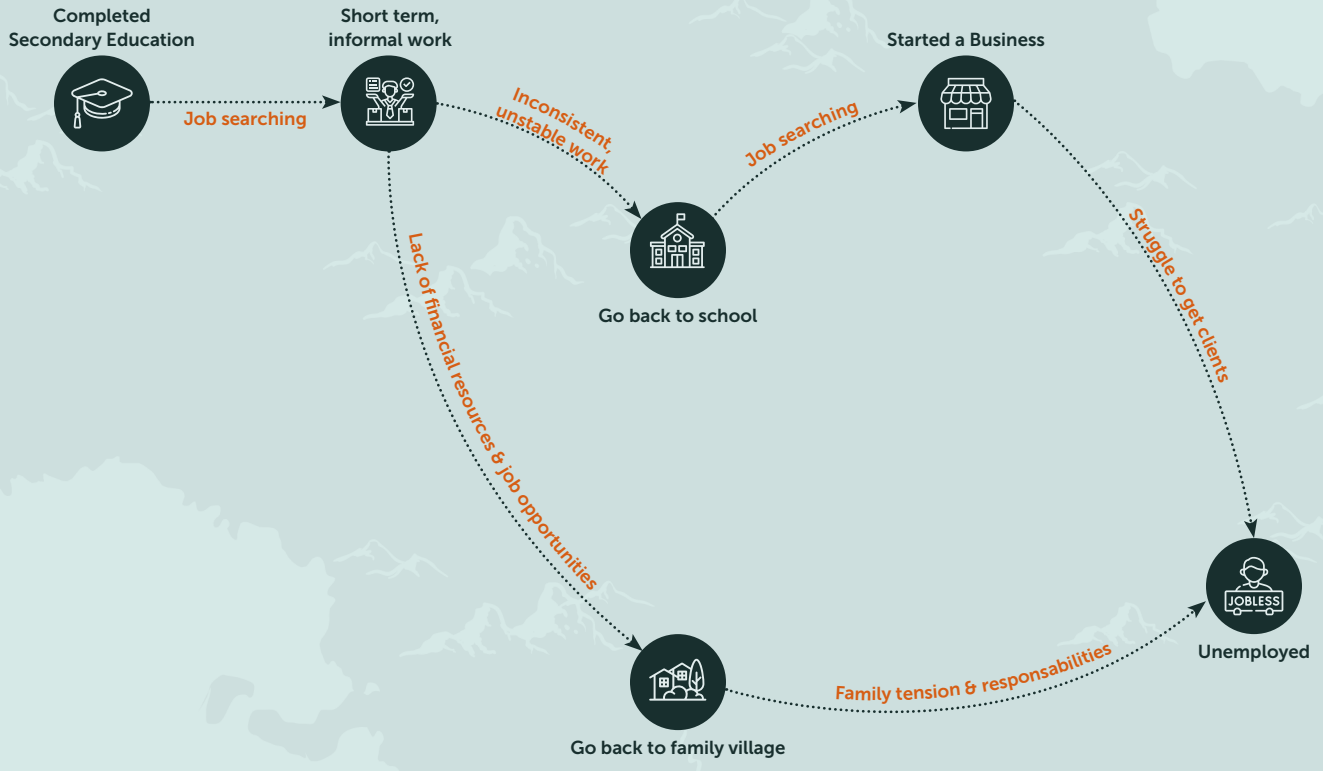 Completed
Secondary Education
Short term,
informal work
Started a Business
Job searching
Inconsistent,
unstable work
Job searching
Go back to school
Struggle to get clients
Lack of financial resources & job opportunities
JOBLESS
Unemployed
Family tension & responsabilities
Go back to family village